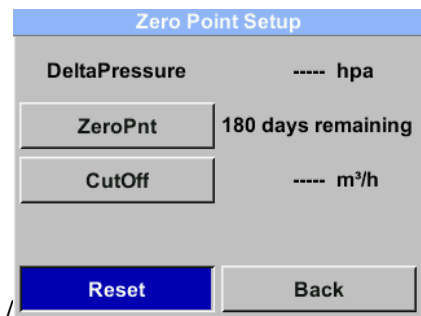 Zero Point Setup
DeltaPressure ----- hpa
ZeroPnt 180 days remaining
CutOff ----- m³/h
/ Reset Back